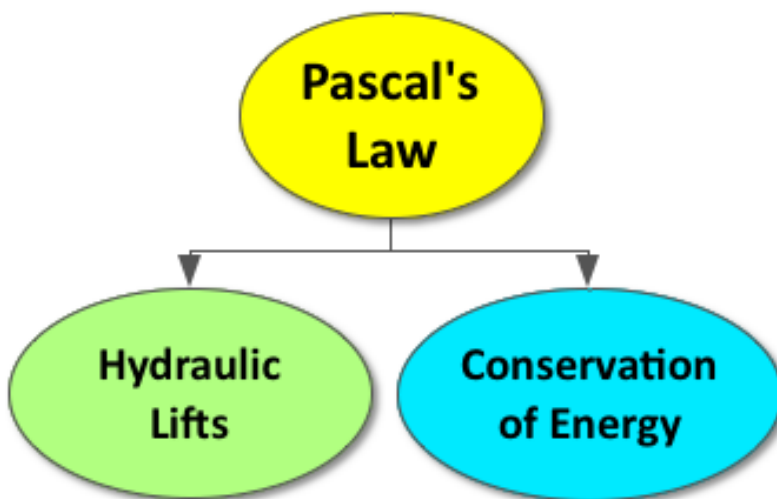 Pascal's
Law
Hydraulic
Lifts
Conservation
of Energy